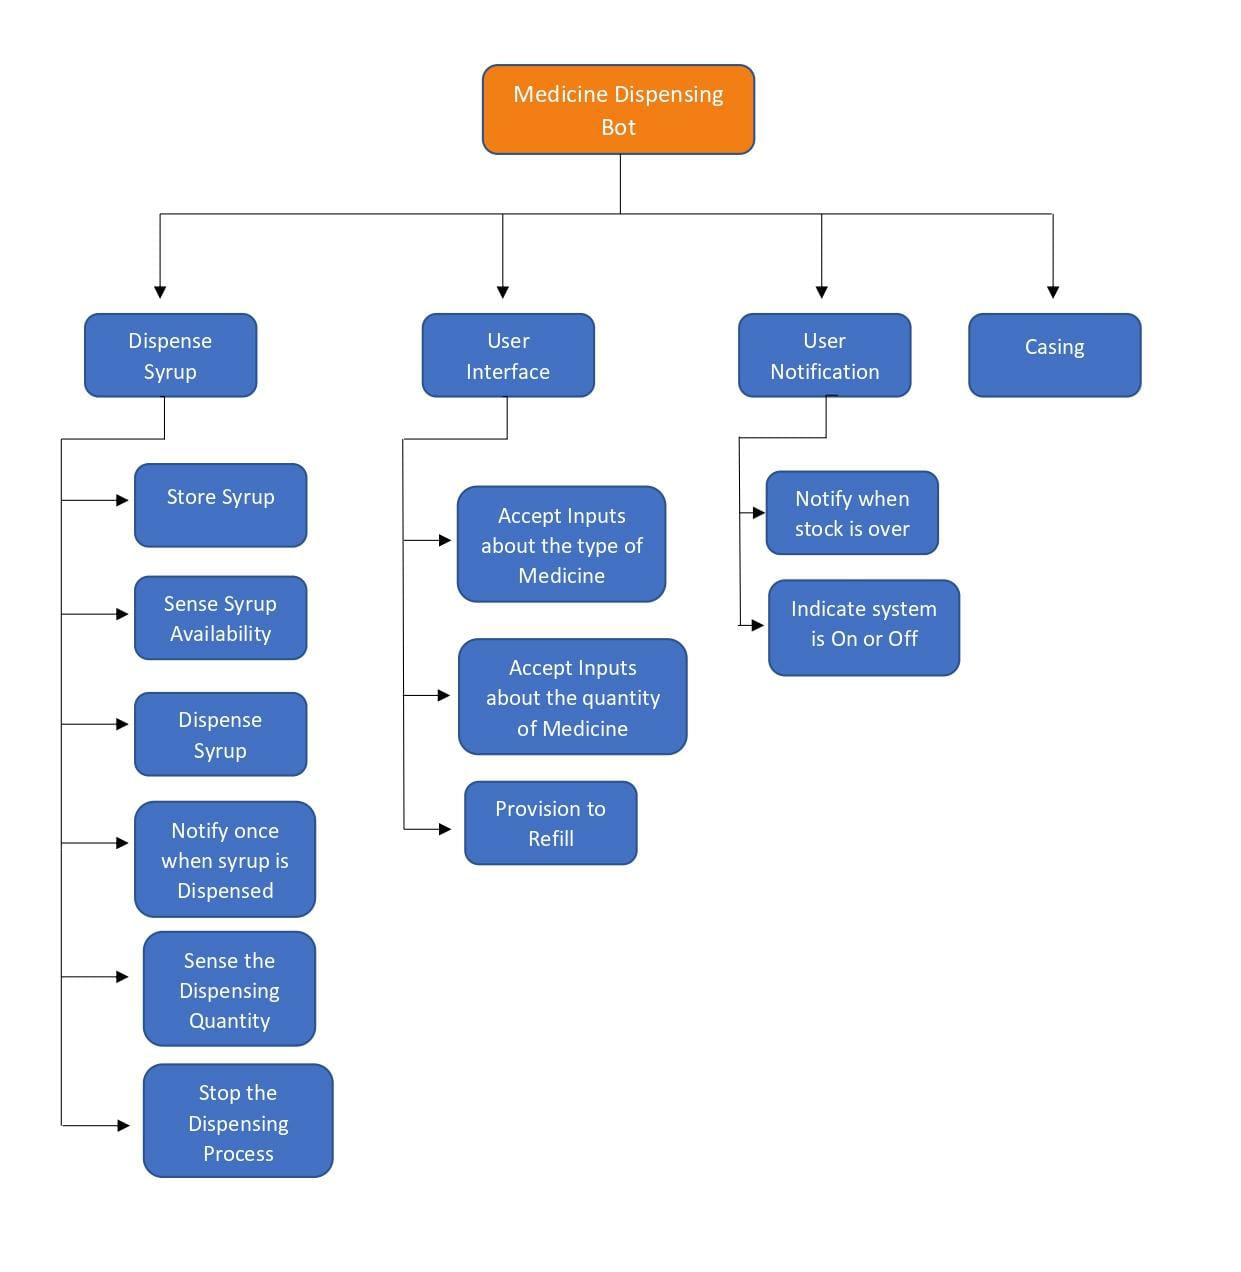 Medicine Dispensing
Bot
Dispense
Syrup
User
Interface
User
Notification
Casing
Store Syrup
Sense Syrup
Availability
Dispense
Syrup
Notify once
when syrup is
Dispensed
Sense the
Dispensing
Quantity
Stop the
Dispensing
Process
Accept Inputs
about the type of
Medicine
Accept Inputs
about the quantity
of Medicine
Provision to
Refill
Notify when
stock is over
Indicate system
is On or Off